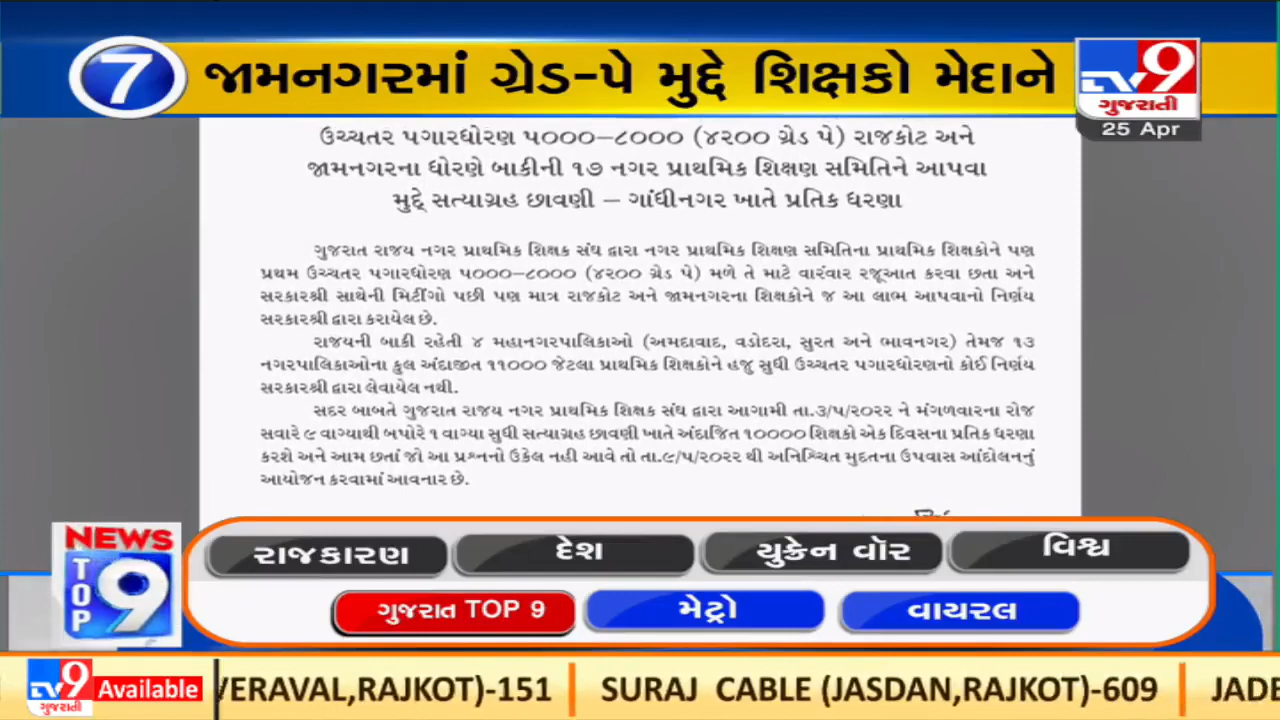 7
જામનગરમાં ગ્રેડ-પે મુદ્દે શિક્ષકો મેદાને
TV9
ગુજરાતી
25 Apr
ઉચ્ચતર પગારધોરણ ૫૦૦૦–૮૦૦૦ (૪૨૦૦ ગ્રેડ પે) રાજકોટ અને
જામનગરના ધોરણે બાકીની ૧૭ નગર પ્રાથમિક શિક્ષણ સમિતિને આપવા
મુદ્દે સત્યાગ્રહ છાવણી – ગાંધીનગર ખાતે પ્રતિક ધરણા
ગુજરાત રાજય નગર પ્રાથમિક શિક્ષક સંઘ દ્વારા નગર પ્રાથમિક શિક્ષણ સમિતિના પ્રાથમિક શિક્ષકોને પણ
પ્રથમ ઉચ્ચતર પગારધોરણ ૫૦૦૦–૮૦૦૦ (૪૨૦૦ ગ્રેડ પે) મળે તે માટે વારંવાર રજૂઆત કરવા છતા અને
સરકારશ્રી સાથેની મિટીંગો પછી પણ માત્ર રાજકોટ અને જામનગરના શિક્ષકોને જ આ લાભ આપવાનો નિર્ણય
સરકારશ્રી દ્વારા કરાયેલ છે.
રાજયની બાકી રહેતી ૪ મહાનગરપાલિકાઓ (અમદાવાદ, વડોદરા, સુરત અને ભાવનગર) તેમજ ૧૩
નગરપાલિકાઓના કુલ અંદાજીત ૧૧૦૦૦ જેટલા પ્રાથમિક શિક્ષકોને હજુ સુધી ઉચ્ચતર પગારધોરણનો કોઈ નિર્ણય
સરકારશ્રી દ્વારા લેવાયેલ નથી.
સદર બાબતે ગુજરાત રાજય નગર પ્રાથમિક શિક્ષક સંઘ દ્વારા આગામી તા.૩/૫/૨૦૨૨ ને મંગળવારના રોજ
સવારે ૯ વાગ્યાથી બપોરે ૧ વાગ્યા સુધી સત્યાગ્રહ છાવણી ખાતે અંદાજિત ૧૦૦૦૦ શિક્ષકો એક દિવસના પ્રતિક ધરણા
કરશે અને આમ છતાં જો આ પ્રશ્નનો ઉકેલ નહી આવે તો તા.૯/૫/૨૦૨૨ થી અનિશ્ચિત મુદતના ઉપવાસ આંદોલનનું
આયોજન કરવામાં આવનાર છે.
NEWS
TOP 9
રાજકારણ દેશ યુક્રેન વૉર વિશ્વ
ગુજરાત TOP 9 મેટ્રો વાયરલ
TV9 ગુજરાતી Available
VERAVAL,RAJKOT)-151 | SURAJ CABLE (JASDAN,RAJKOT)-609 | JADE